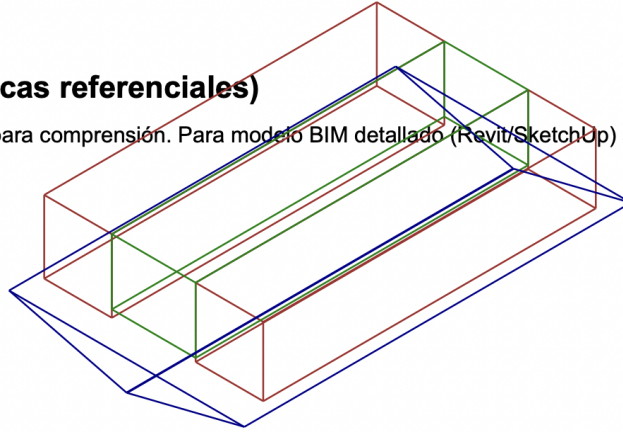 cas referenciales)
para comprensión. Para modelo BIM detallado (Revit/SketchUp)